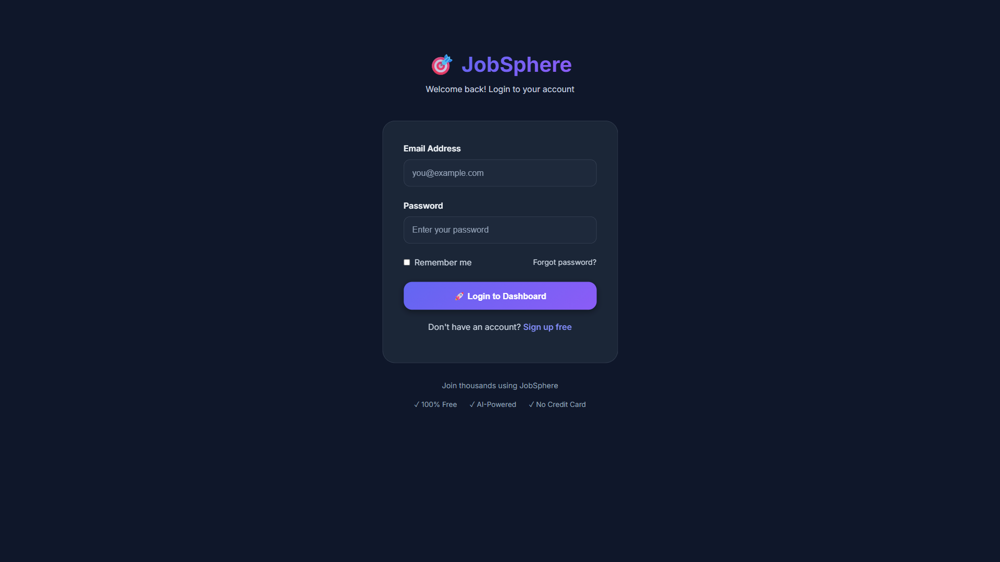 🎯 JobSphere
Welcome back! Login to your account
Email Address
you@example.com
Password
Enter your password
Remember me Forgot password?
🚀 Login to Dashboard
Don't have an account? Sign up free
Join thousands using JobSphere
✓ 100% Free ✓ AI-Powered ✓ No Credit Card